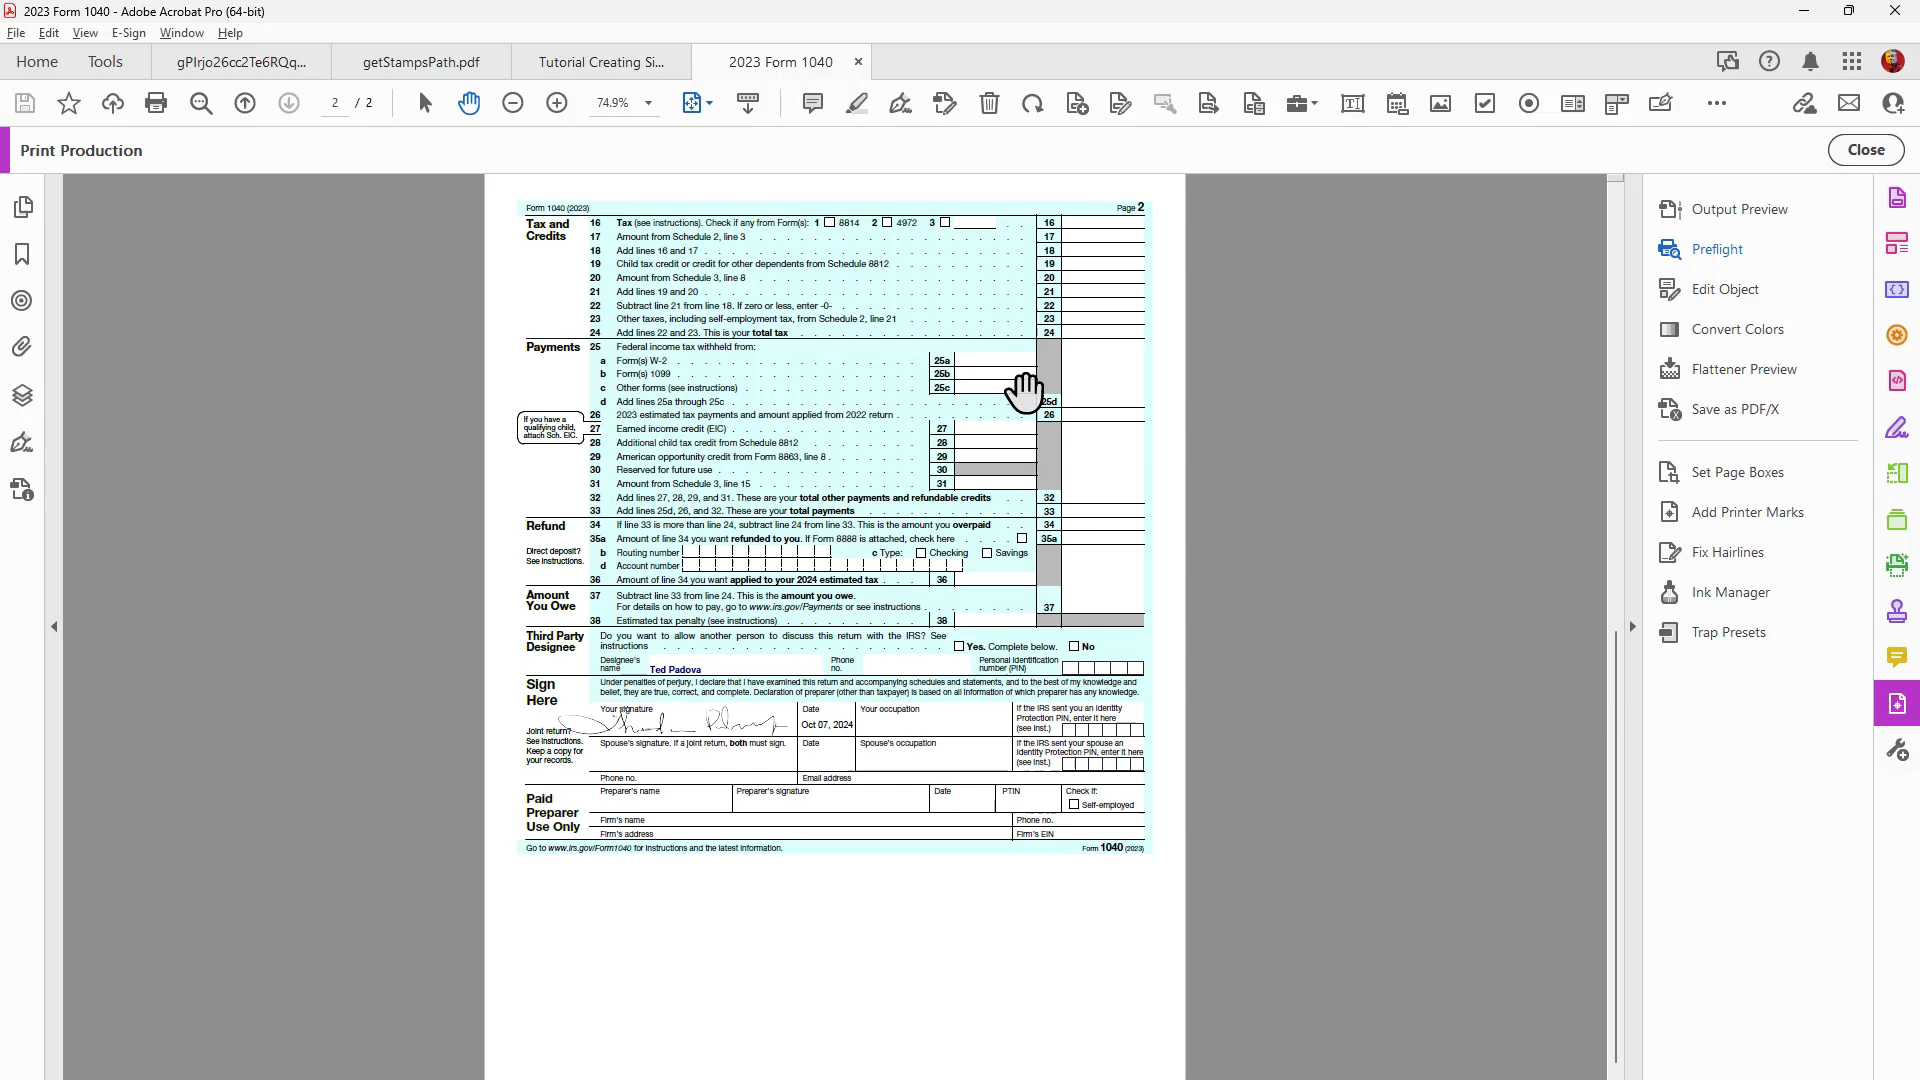 2023 Form 1040 - Adobe Acrobat Pro (64-bit)
File Edit View E-Sign Window Help
Home Tools gPlrjo26cc2Te6RQq... getStampsPath.pdf Tutorial Creating Si... 2023 Form 1040
2 / 2 74.9%
Print Production Close
Output Preview
Preflight
Edit Object
Convert Colors
Flattener Preview
Save as PDF/X
Set Page Boxes
Add Printer Marks
Fix Hairlines
Ink Manager
Trap Presets
Form 1040 (2023) Page 2
Tax and Credits
16 Tax (see instructions). Check if any from Form(s): 1 8814 2 4972 3 . . 16
17 Amount from Schedule 2, line 3 17
18 Add lines 16 and 17 18
19 Child tax credit or credit for other dependents from Schedule 8812 19
20 Amount from Schedule 3, line 8 20
21 Add lines 19 and 20 21
22 Subtract line 21 from line 18. If zero or less, enter -0- 22
23 Other taxes, including self-employment tax, from Schedule 2, line 21 23
24 Add lines 22 and 23. This is your total tax 24
Payments 25 Federal income tax withheld from:
a Form(s) W-2 25a
b Form(s) 1099 25b
c Other forms (see instructions) 25c
d Add lines 25a through 25c 25d
26 2023 estimated tax payments and amount applied from 2022 return 26
If you have a
qualifying child,
attach Sch. EIC.
27 Earned income credit (EIC) 27
28 Additional child tax credit from Schedule 8812 28
29 American opportunity credit from Form 8863, line 8 29
30 Reserved for future use 30
31 Amount from Schedule 3, line 15 31
32 Add lines 27, 28, 29, and 31. These are your total other payments and refundable credits 32
33 Add lines 25d, 26, and 32. These are your total payments 33
Refund 34 If line 33 is more than line 24, subtract line 24 from line 33. This is the amount you overpaid 34
35a Amount of line 34 you want refunded to you. If Form 8888 is attached, check here 35a
Direct deposit?
See instructions.
b Routing number c Type: Checking Savings
d Account number
36 Amount of line 34 you want applied to your 2024 estimated tax 36
Amount You Owe
37 Subtract line 33 from line 24. This is the amount you owe.
For details on how to pay, go to www.irs.gov/Payments or see instructions 37
38 Estimated tax penalty (see instructions) 38
Third Party Designee
Do you want to allow another person to discuss this return with the IRS? See
instructions Yes. Complete below. No
Designee's name Ted Padova Phone no. Personal identification number (PIN)
Sign Here
Under penalties of perjury, I declare that I have examined this return and accompanying schedules and statements, and to the best of my knowledge and
belief, they are true, correct, and complete. Declaration of preparer (other than taxpayer) is based on all information of which preparer has any knowledge.
Joint return?
See instructions.
Keep a copy for
your records.
Your signature Date Oct 07, 2024 Your occupation If the IRS sent you an Identity
Protection PIN, enter it here
(see inst.)
Spouse's signature. If a joint return, both must sign. Date Spouse's occupation If the IRS sent your spouse an
Identity Protection PIN, enter it here
(see inst.)
Phone no. Email address
Paid Preparer Use Only
Preparer's name Preparer's signature Date PTIN Check if:
Self-employed
Firm's name Phone no.
Firm's address Firm's EIN
Go to www.irs.gov/Form1040 for instructions and the latest information. Form 1040 (2023)